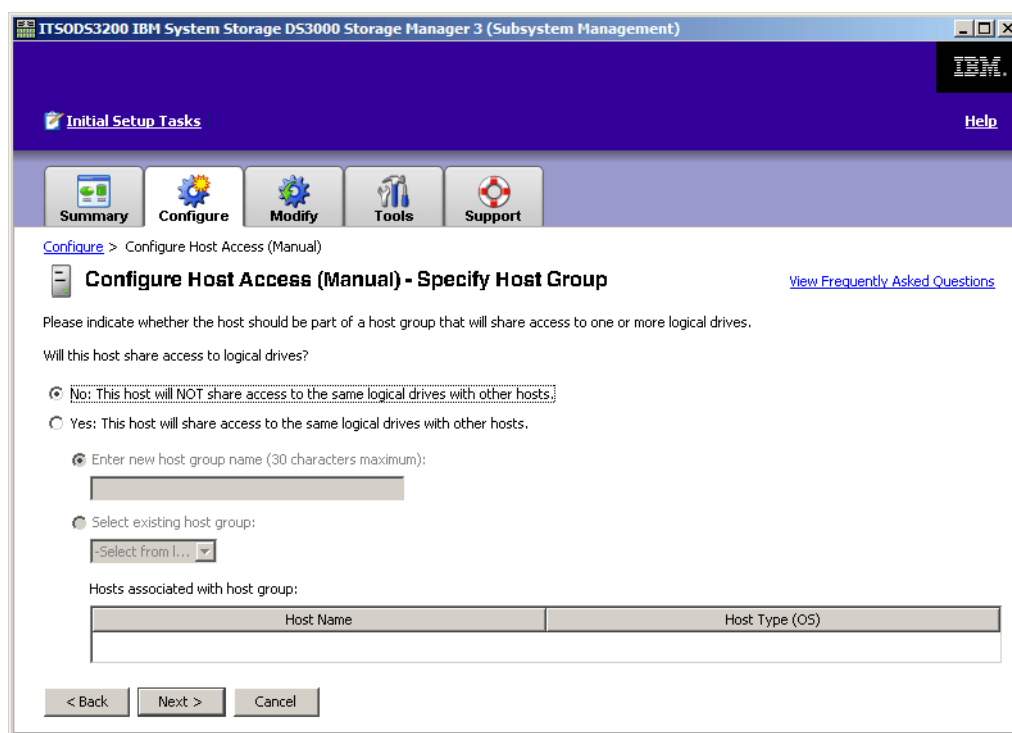 ITSODS3200 IBM System Storage DS3000 Storage Manager 3 (Subsystem Management)
IBM.
Initial Setup Tasks
Help
Summary
Configure
Modify
Tools
Support
Configure > Configure Host Access (Manual)
Configure Host Access (Manual) - Specify Host Group
View Frequently Asked Questions
Please indicate whether the host should be part of a host group that will share access to one or more logical drives.
Will this host share access to logical drives?
No: This host will NOT share access to the same logical drives with other hosts.
Yes: This host will share access to the same logical drives with other hosts.
Enter new host group name (30 characters maximum):
Select existing host group:
-Select from l...
Hosts associated with host group:
Host Name
Host Type (OS)
< Back
Next >
Cancel